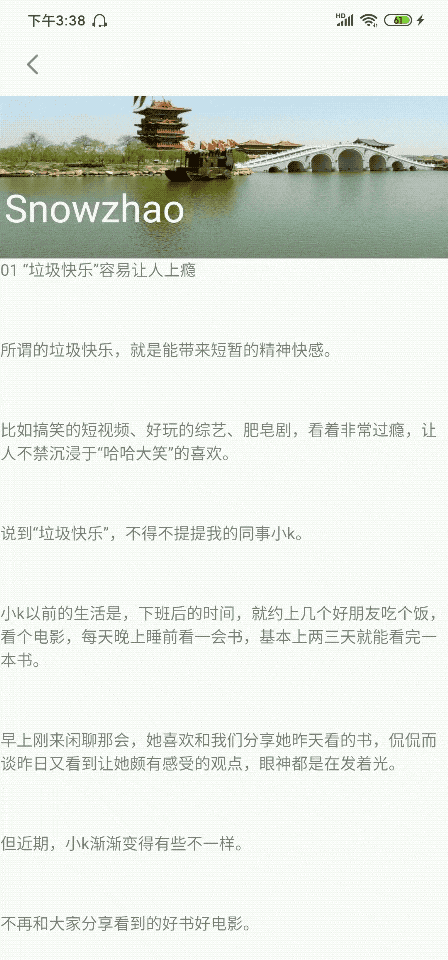 下午3:38
HD
61
Snowzhao
01 “垃圾快乐”容易让人上瘾
所谓的垃圾快乐，就是能带来短暂的精神快感。
比如搞笑的短视频、好玩的综艺、肥皂剧，看着非常过瘾，让
人不禁沉浸于“哈哈大笑”的喜欢。
说到“垃圾快乐”，不得不提提我的同事小k。
小k以前的生活是，下班后的时间，就约上几个好朋友吃个饭，
看个电影，每天晚上睡前看一会书，基本上两三天就能看完一
本书。
早上刚来闲聊那会，她喜欢和我们分享她昨天看的书，侃侃而
谈昨日又看到让她颇有感受的观点，眼神都是在发着光。
但近期，小k渐渐变得有些不一样。
不再和大家分享看到的好书好电影。